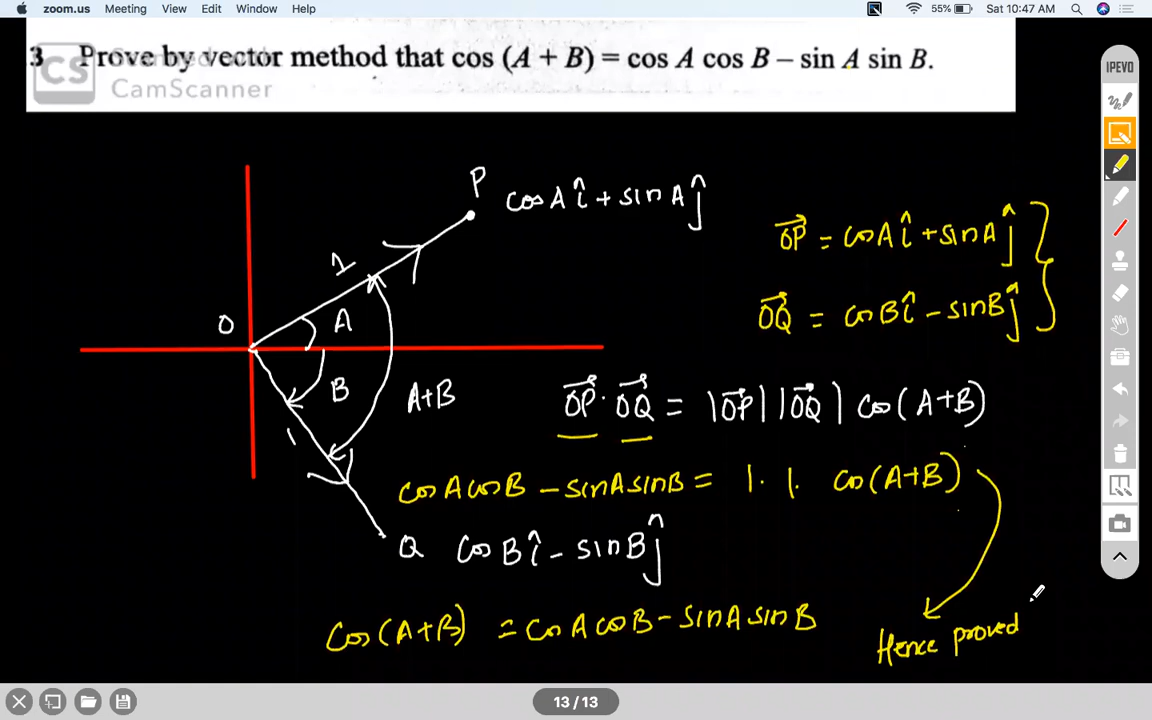 zoom.us Meeting View Edit Window Help 55% Sat 10:47 AM
3 Prove by vector method that cos (A + B) = cos A cos B – sin A sin B.
CS CamScanner
IPEVO
P cosA î + sinA ĵ
OP⃗ = cosA î + sinA ĵ
OQ⃗ = cosB î - sinB ĵ
1
O A
B
A+B
1
OP⃗ · OQ⃗ = |OP⃗| |OQ⃗| cos(A+B)
cosAcosB - sinAsinB = 1. 1. cos(A+B)
Q cosB î - sinB ĵ
cos(A+B) = cosAcosB - sinAsinB
Hence proved
13 / 13